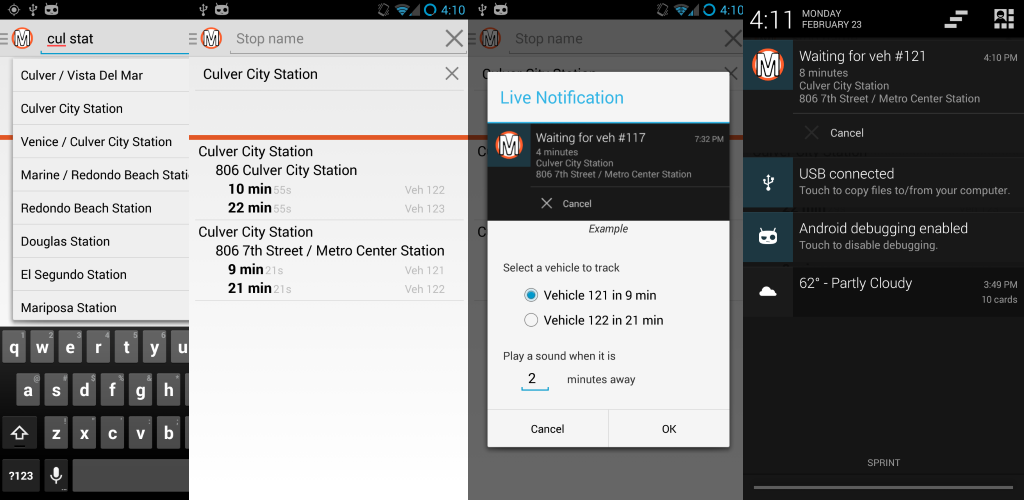 4:10
M
cul stat
Culver / Vista Del Mar
Culver City Station
Venice / Culver City Station
Marine / Redondo Beach Stati
Redondo Beach Station
Douglas Station
El Segundo Station
Mariposa Station
q w e r t y u
a s d f g h
z x c v b
?123
4:10
M
Stop name
Culver City Station
Culver City Station
806 Culver City Station
10 min 55s Veh 122
22 min 55s Veh 123
Culver City Station
806 7th Street / Metro Center Station
9 min 21s Veh 121
21 min 21s Veh 122
4:10
M
Stop name
Live Notification
M
Waiting for veh #117 7:32 PM
4 minutes
Culver City Station
806 7th Street / Metro Center Station
Cancel
Example
Select a vehicle to track
Vehicle 121 in 9 min
Vehicle 122 in 21 min
Play a sound when it is
2 minutes away
Cancel OK
4:11 MONDAY
FEBRUARY 23
M
Waiting for veh #121 4:10 PM
8 minutes
Culver City Station
806 7th Street / Metro Center Station
Cancel
USB connected
Touch to copy files to/from your computer.
Android debugging enabled
Touch to disable debugging.
62° - Partly Cloudy 3:49 PM
10 cards
SPRINT